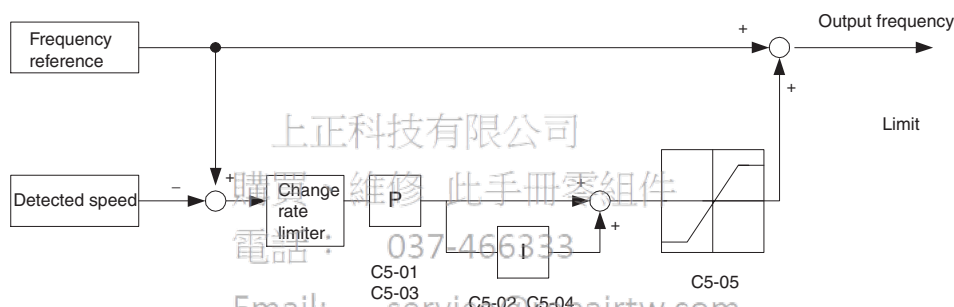 Frequency
reference
+
Output frequency
+
Limit
上正科技有限公司
Detected speed
−
+
Change
rate
limiter
購買、維修 此手冊零組件
P
+
+
I
電話： 037-466333
C5-01
C5-03
C5-02 C5-04
C5-05